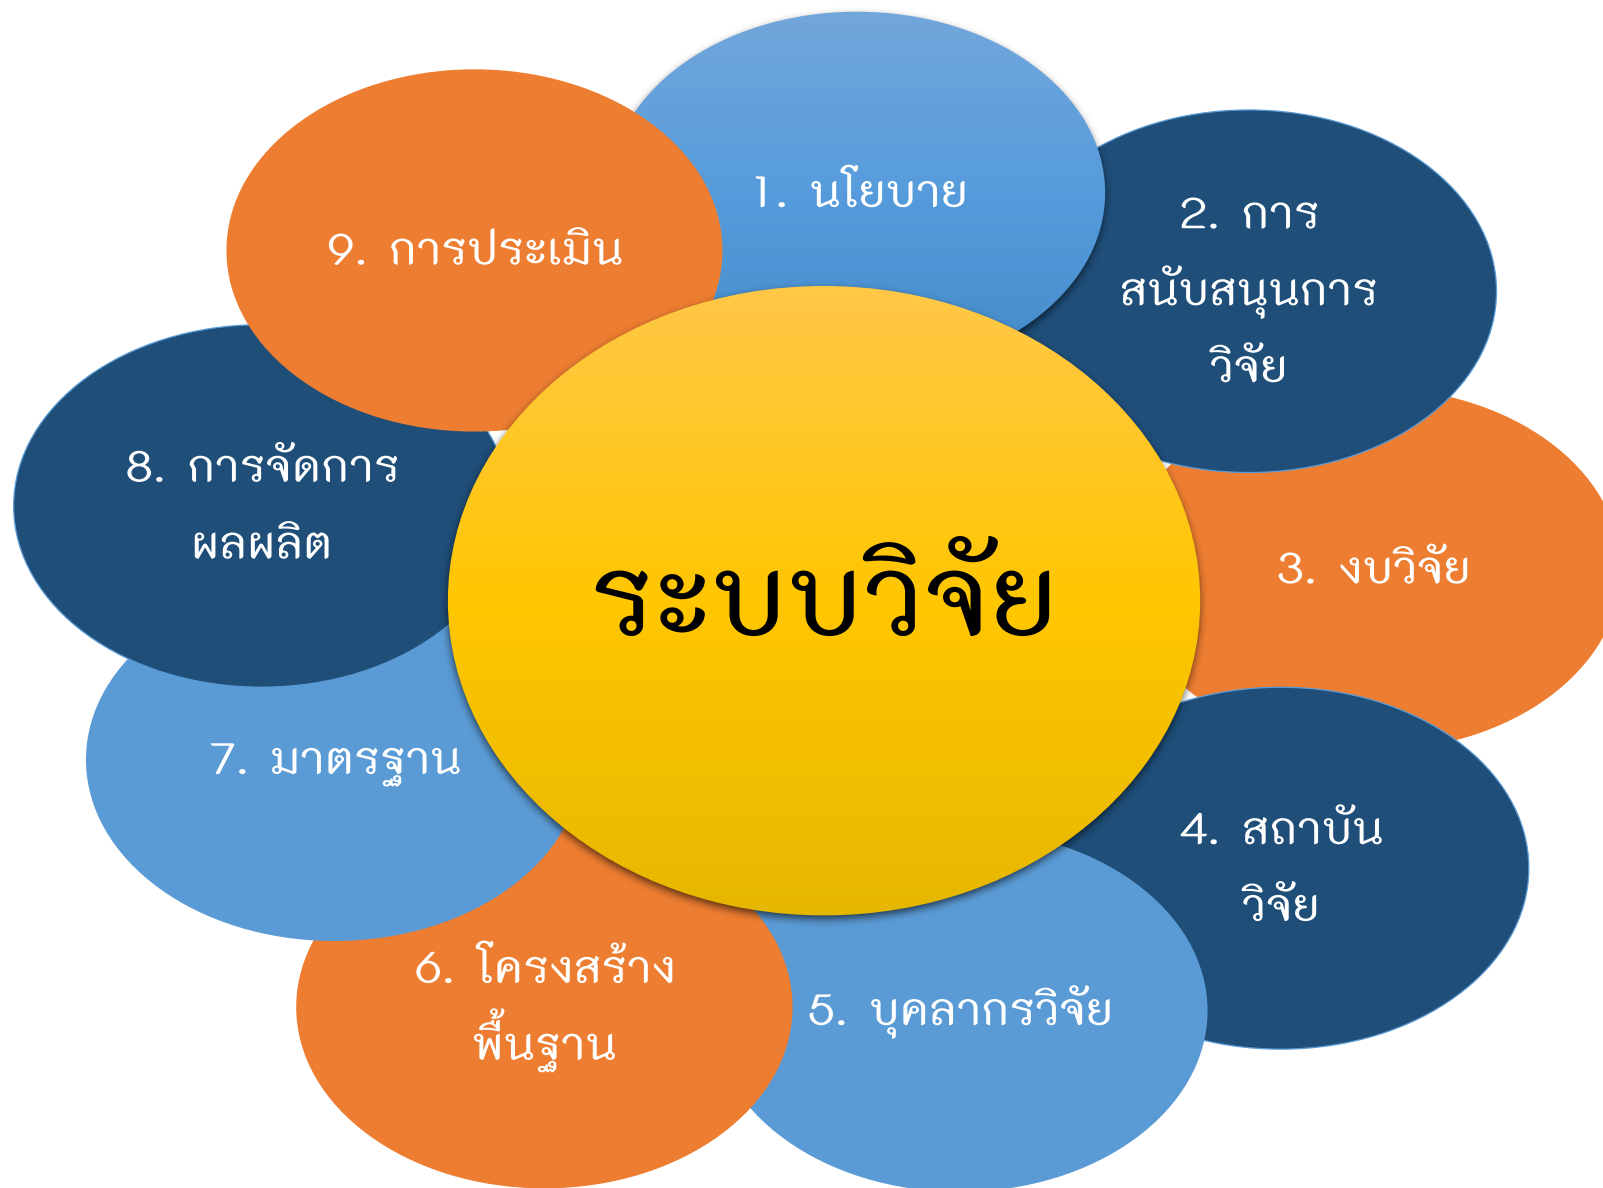 ระบบวิจัย
1. นโยบาย
2. การ
สนับสนุนการ
วิจัย
3. งบวิจัย
4. สถาบัน
วิจัย
5. บุคลากรวิจัย
6. โครงสร้าง
พื้นฐาน
7. มาตรฐาน
8. การจัดการ
ผลผลิต
9. การประเมิน